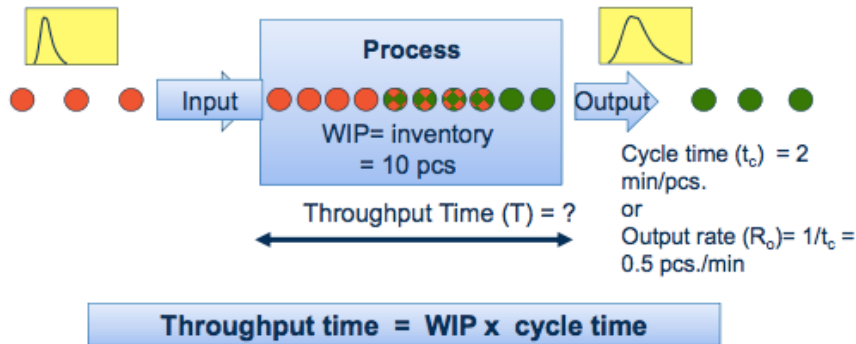 Process
Input
Output
WIP= inventory
= 10 pcs
Cycle time (tc) = 2
min/pcs.
or
Output rate (Ro)= 1/tc =
0.5 pcs./min
Throughput Time (T) = ?
Throughput time = WIP x cycle time